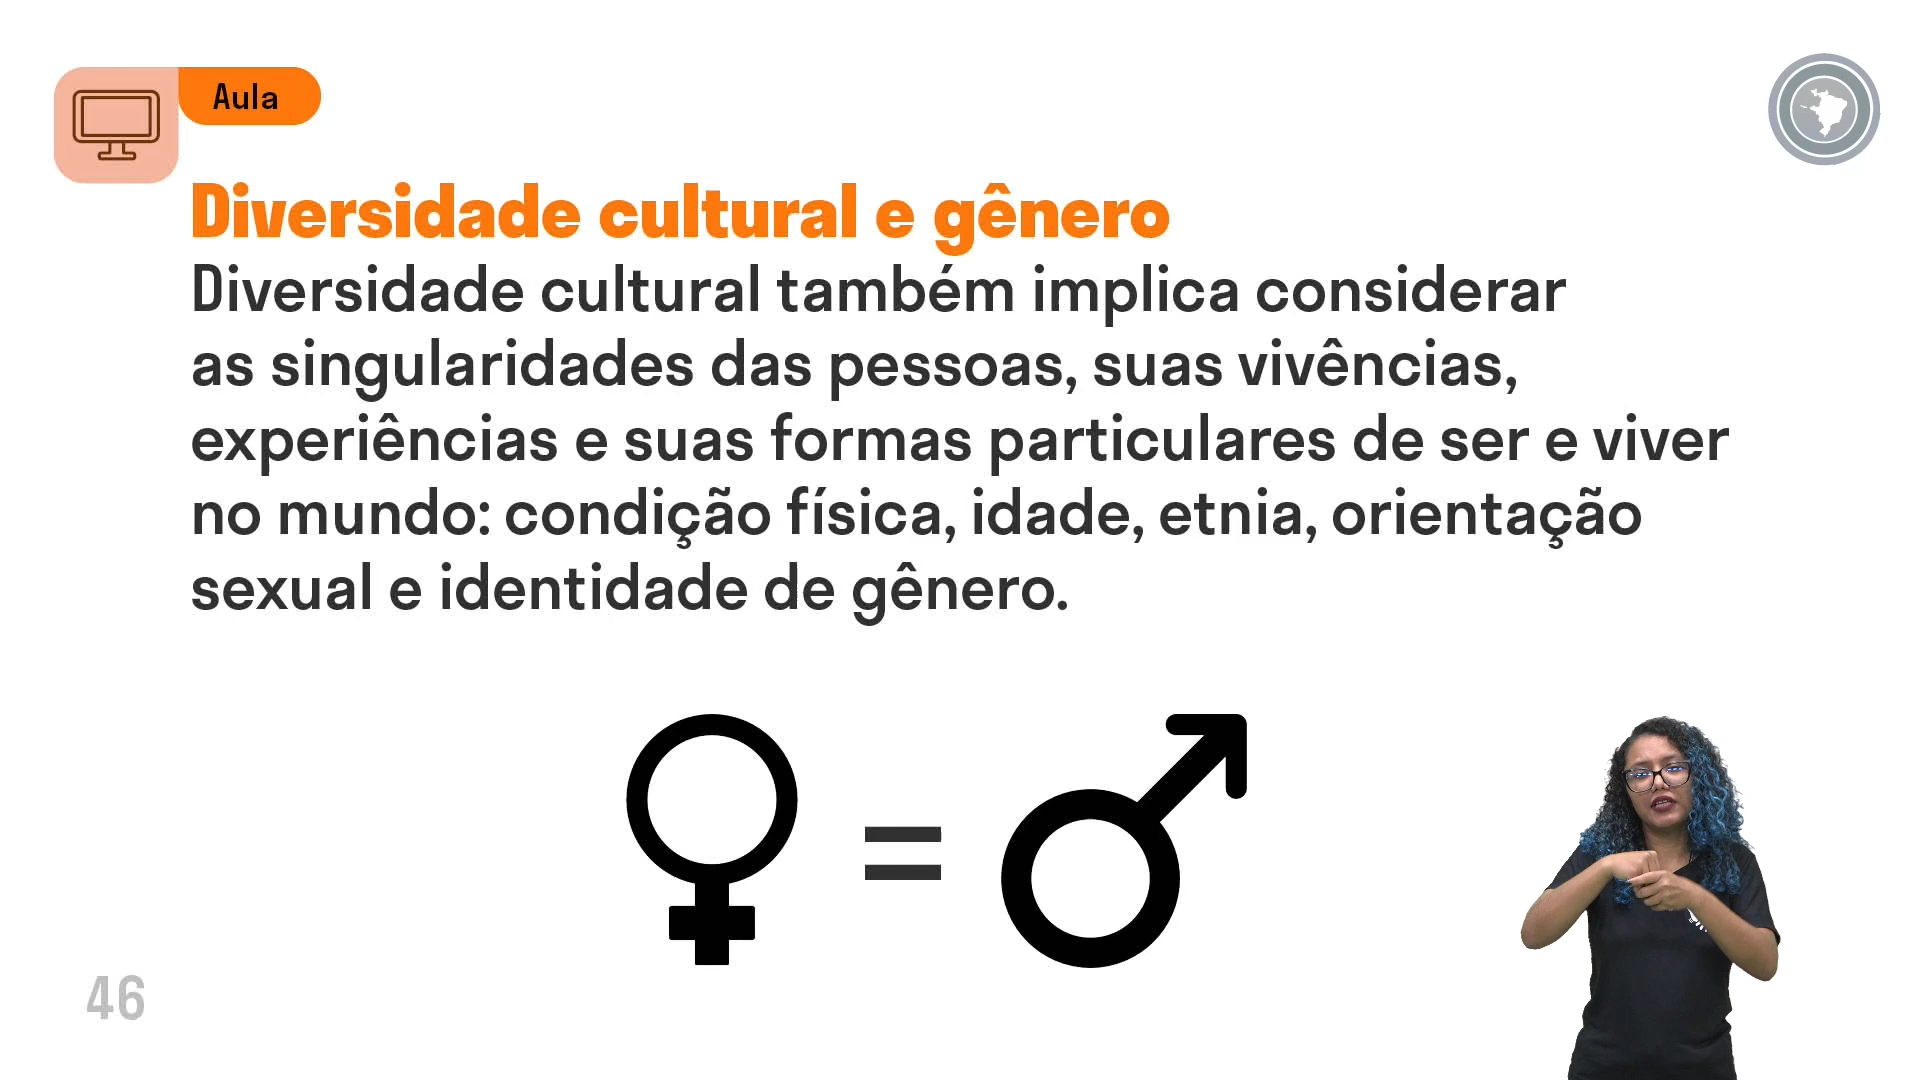 Aula
Diversidade cultural e gênero
Diversidade cultural também implica considerar
as singularidades das pessoas, suas vivências,
experiências e suas formas particulares de ser e viver
no mundo: condição física, idade, etnia, orientação
sexual e identidade de gênero.
=
46